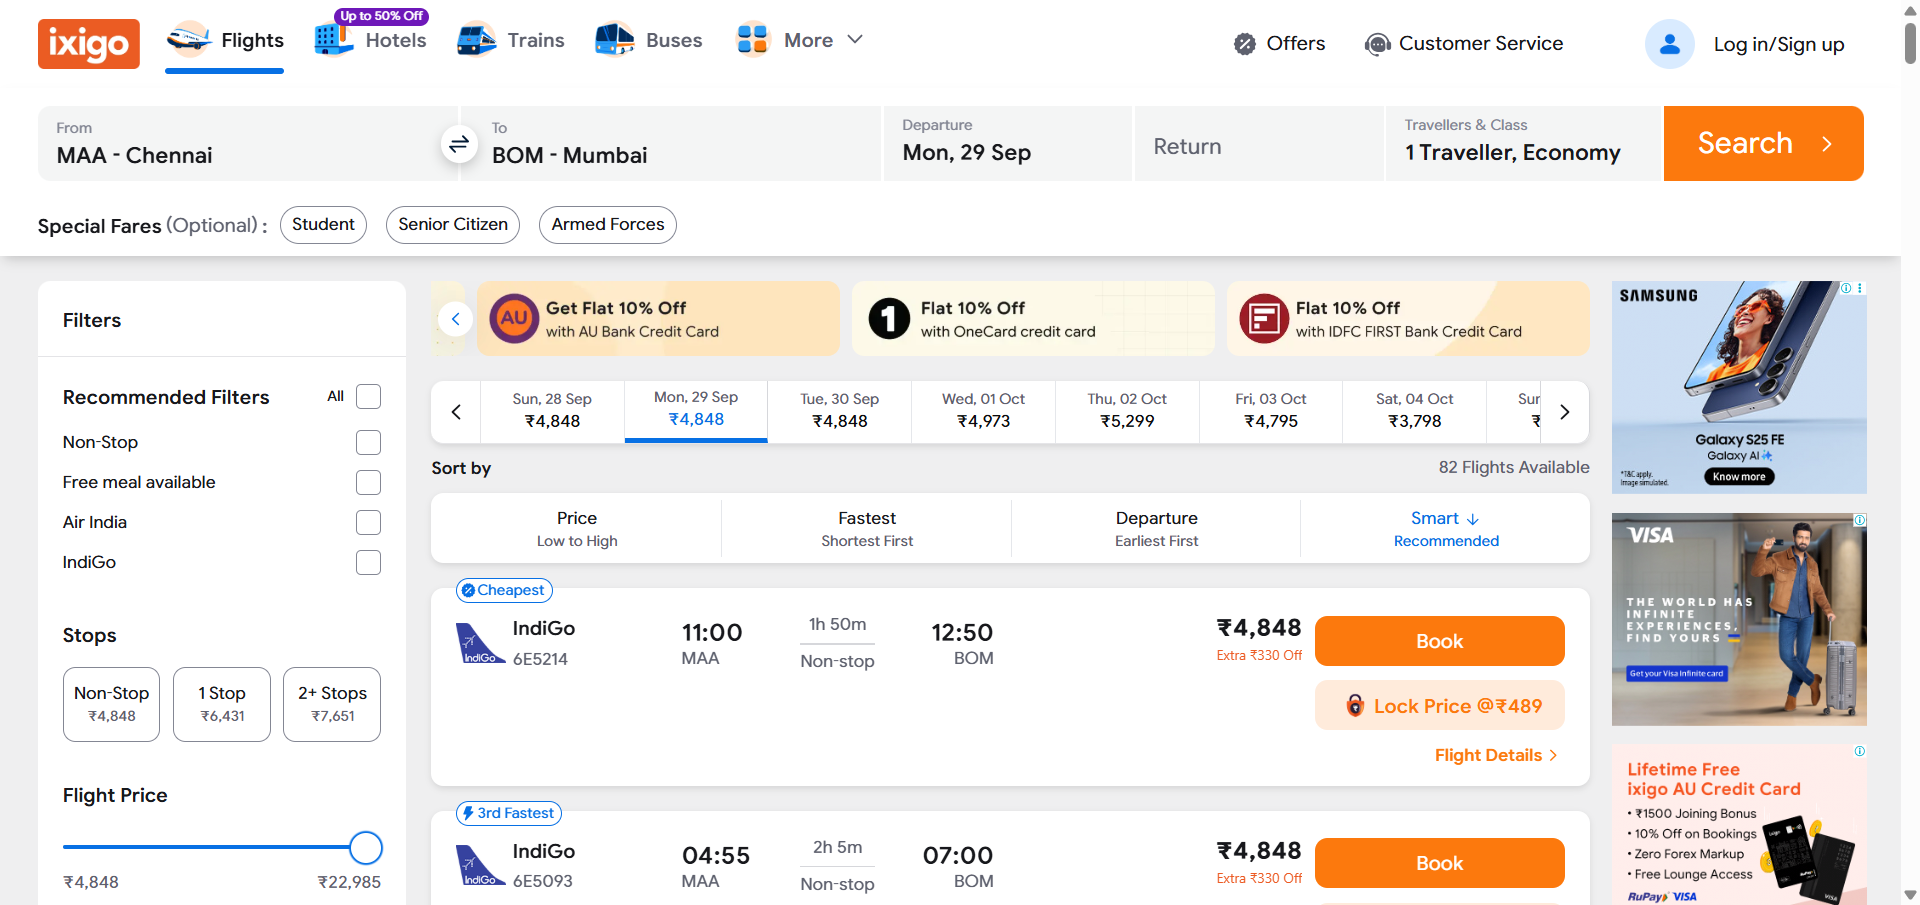 ixigo
Flights
Up to 50% Off
Hotels
Trains
Buses
More
Offers
Customer Service
Log in/Sign up
From
MAA - Chennai
To
BOM - Mumbai
Departure
Mon, 29 Sep
Return
Travellers & Class
1 Traveller, Economy
Search
Special Fares (Optional) :
Student
Senior Citizen
Armed Forces
Filters
Recommended Filters
All
Non-Stop
Free meal available
Air India
IndiGo
Stops
Non-Stop
₹4,848
1 Stop
₹6,431
2+ Stops
₹7,651
Flight Price
₹4,848
₹22,985
AU
Get Flat 10% Off
with AU Bank Credit Card
1
Flat 10% Off
with OneCard credit card
Flat 10% Off
with IDFC FIRST Bank Credit Card
Sun, 28 Sep
₹4,848
Mon, 29 Sep
₹4,848
Tue, 30 Sep
₹4,848
Wed, 01 Oct
₹4,973
Thu, 02 Oct
₹5,299
Fri, 03 Oct
₹4,795
Sat, 04 Oct
₹3,798
Sur
₹
Sort by
82 Flights Available
Price
Low to High
Fastest
Shortest First
Departure
Earliest First
Smart
Recommended
Cheapest
IndiGo
IndiGo
6E5214
11:00
MAA
1h 50m
Non-stop
12:50
BOM
₹4,848
Extra ₹330 Off
Book
Lock Price @₹489
Flight Details
3rd Fastest
IndiGo
IndiGo
6E5093
04:55
MAA
2h 5m
Non-stop
07:00
BOM
₹4,848
Extra ₹330 Off
Book
SAMSUNG
Galaxy S25 FE
Galaxy AI
*T&C apply.
Image simulated.
Know more
VISA
THE WORLD HAS
INFINITE
EXPERIENCES,
FIND YOURS
Get your Visa Infinite card
Lifetime Free
ixigo AU Credit Card
• ₹1500 Joining Bonus
• 10% Off on Bookings
• Zero Forex Markup
• Free Lounge Access
RuPay VISA